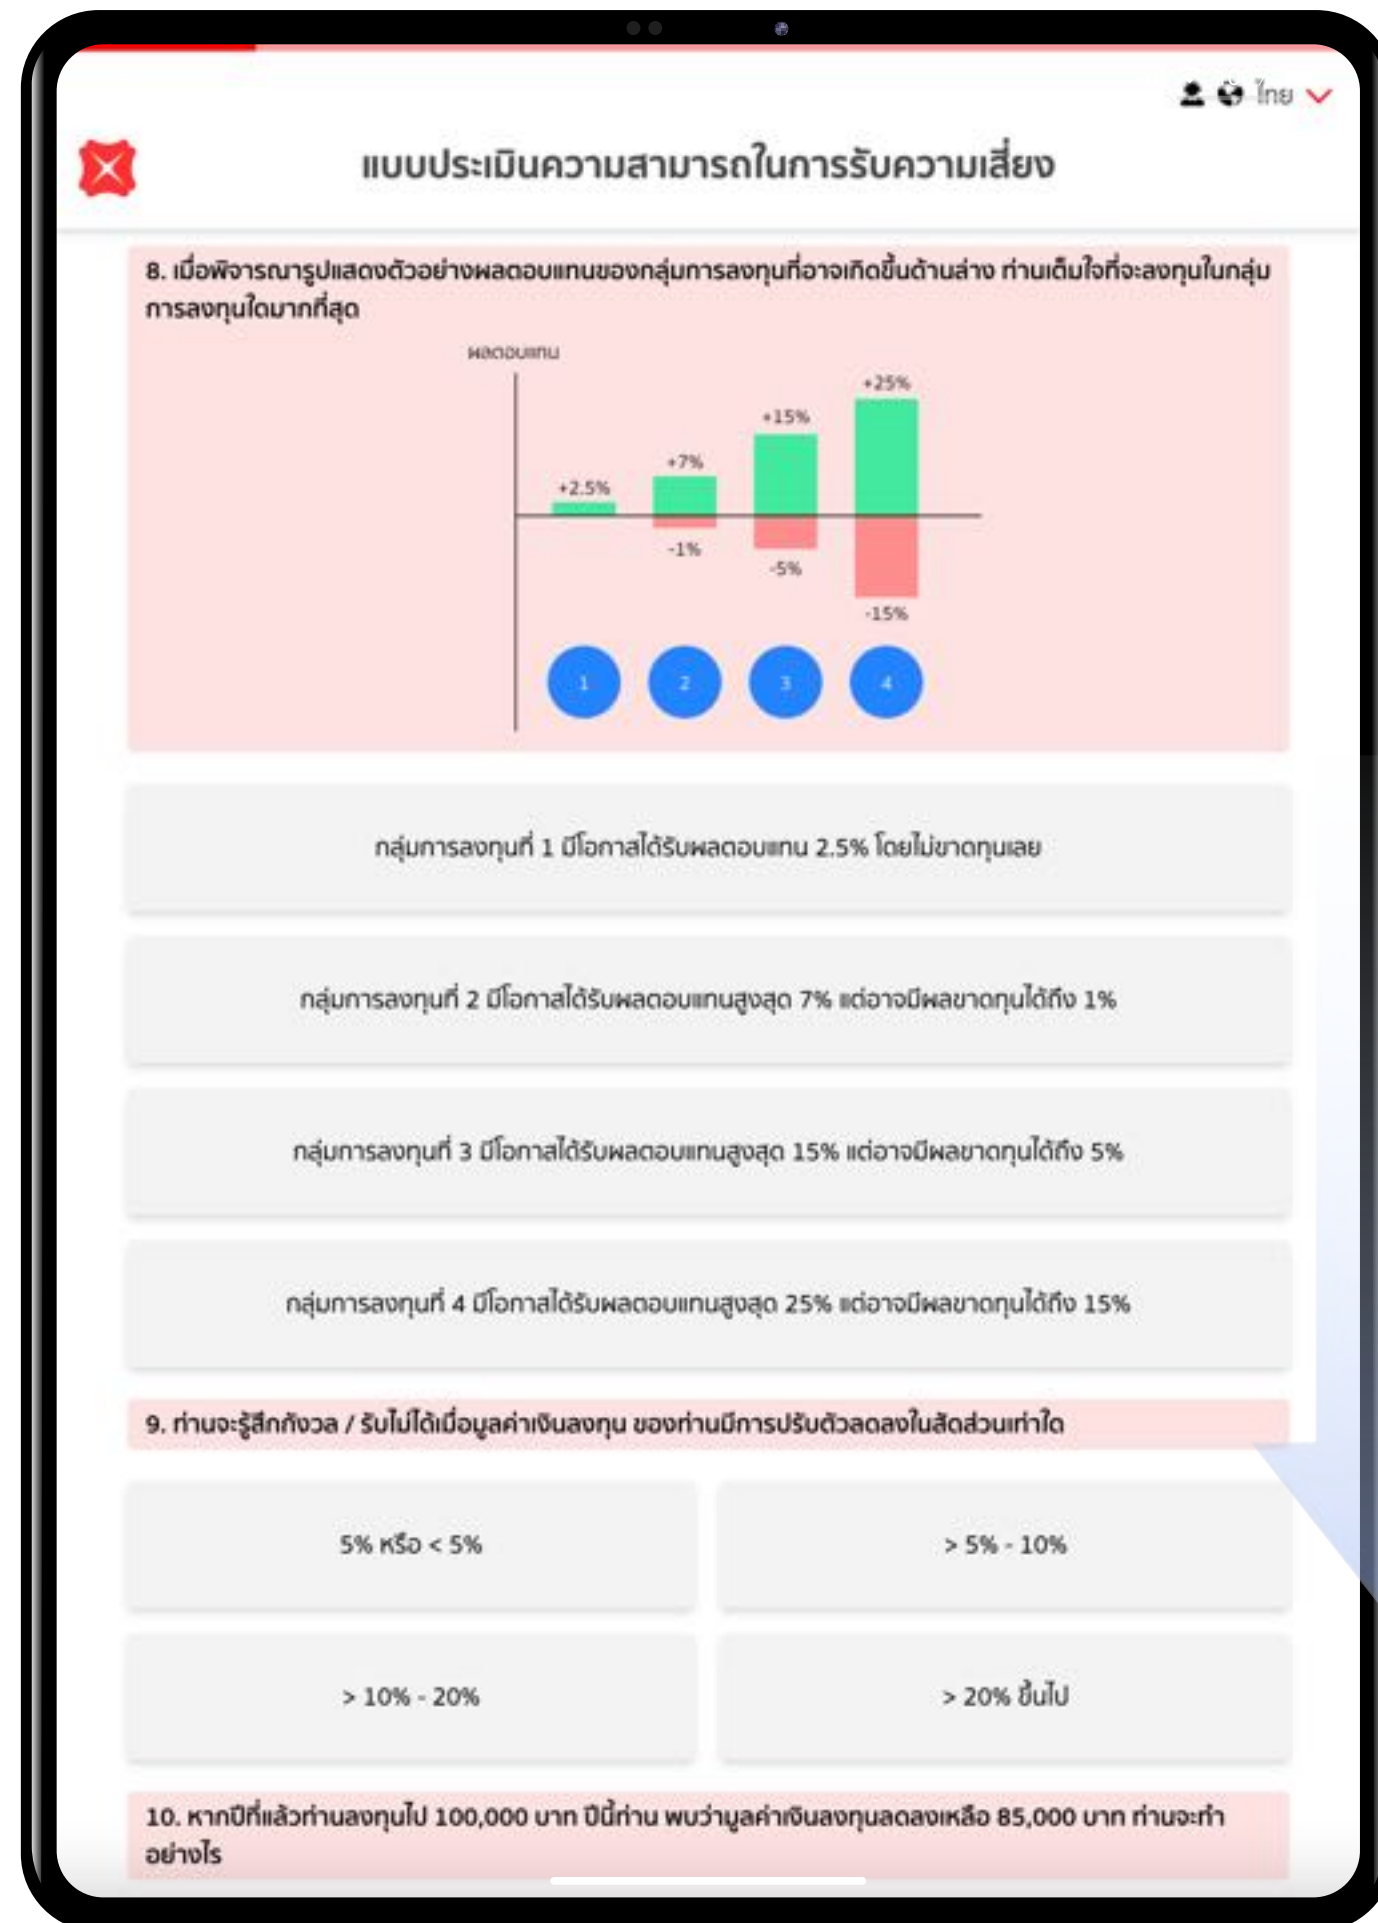 ไทย
แบบประเมินความสามารถในการรับความเสี่ยง
8. เมื่อพิจารณารูปแสดงตัวอย่างผลตอบแทนของกลุ่มการลงทุนที่อาจเกิดขึ้นด้านล่าง ท่านเต็มใจที่จะลงทุนในกลุ่ม
การลงทุนใดมากที่สุด
ผลตอบแทน
+25%
+15%
+7%
+2.5%
-1%
-5%
-15%
1 2 3 4
กลุ่มการลงทุนที่ 1 มีโอกาสได้รับผลตอบแทน 2.5% โดยไม่ขาดทุนเลย
กลุ่มการลงทุนที่ 2 มีโอกาสได้รับผลตอบแทนสูงสุด 7% แต่อาจมีผลขาดทุนได้ถึง 1%
กลุ่มการลงทุนที่ 3 มีโอกาสได้รับผลตอบแทนสูงสุด 15% แต่อาจมีผลขาดทุนได้ถึง 5%
กลุ่มการลงทุนที่ 4 มีโอกาสได้รับผลตอบแทนสูงสุด 25% แต่อาจมีผลขาดทุนได้ถึง 15%
9. ท่านจะรู้สึกกังวล / รับไม่ได้เมื่อมูลค่าเงินลงทุน ของท่านมีการปรับตัวลดลงในสัดส่วนเท่าใด
5% หรือ < 5%
> 5% - 10%
> 10% - 20%
> 20% ขึ้นไป
10. หากปีที่แล้วท่านลงทุนไป 100,000 บาท ปีนี้ท่าน พบว่ามูลค่าเงินลงทุนลดลงเหลือ 85,000 บาท ท่านจะทำ
อย่างไร